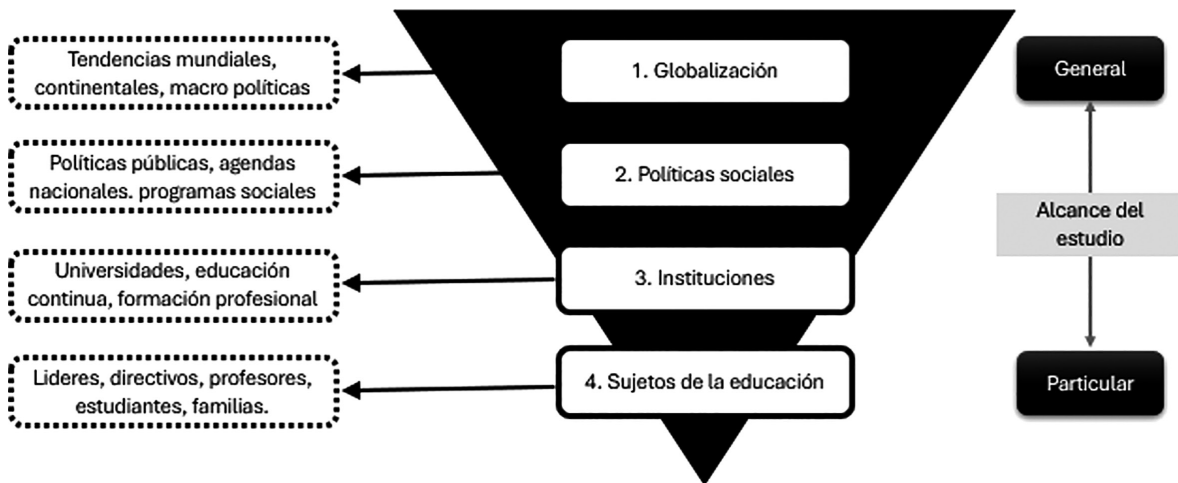 Tendencias mundiales,
continentales, macro políticas
1. Globalización
General
Políticas públicas, agendas
nacionales. programas sociales
2. Políticas sociales
Alcance del
estudio
Universidades, educación
continua, formación profesional
3. Instituciones
Lideres, directivos, profesores,
estudiantes, familias.
4. Sujetos de la educación
Particular